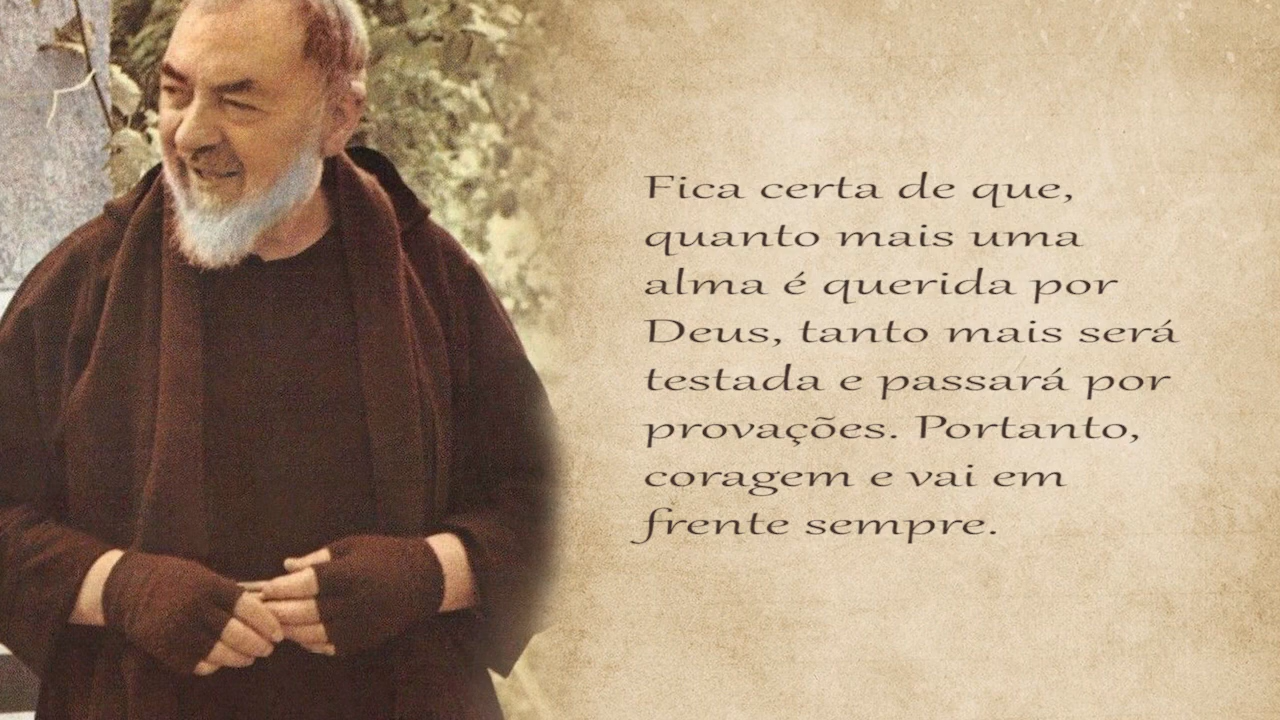 Fica certa de que,
quanto mais uma
alma é querida por
Deus, tanto mais será
testada e passará por
provações. Portanto,
coragem e vai em
frente sempre.